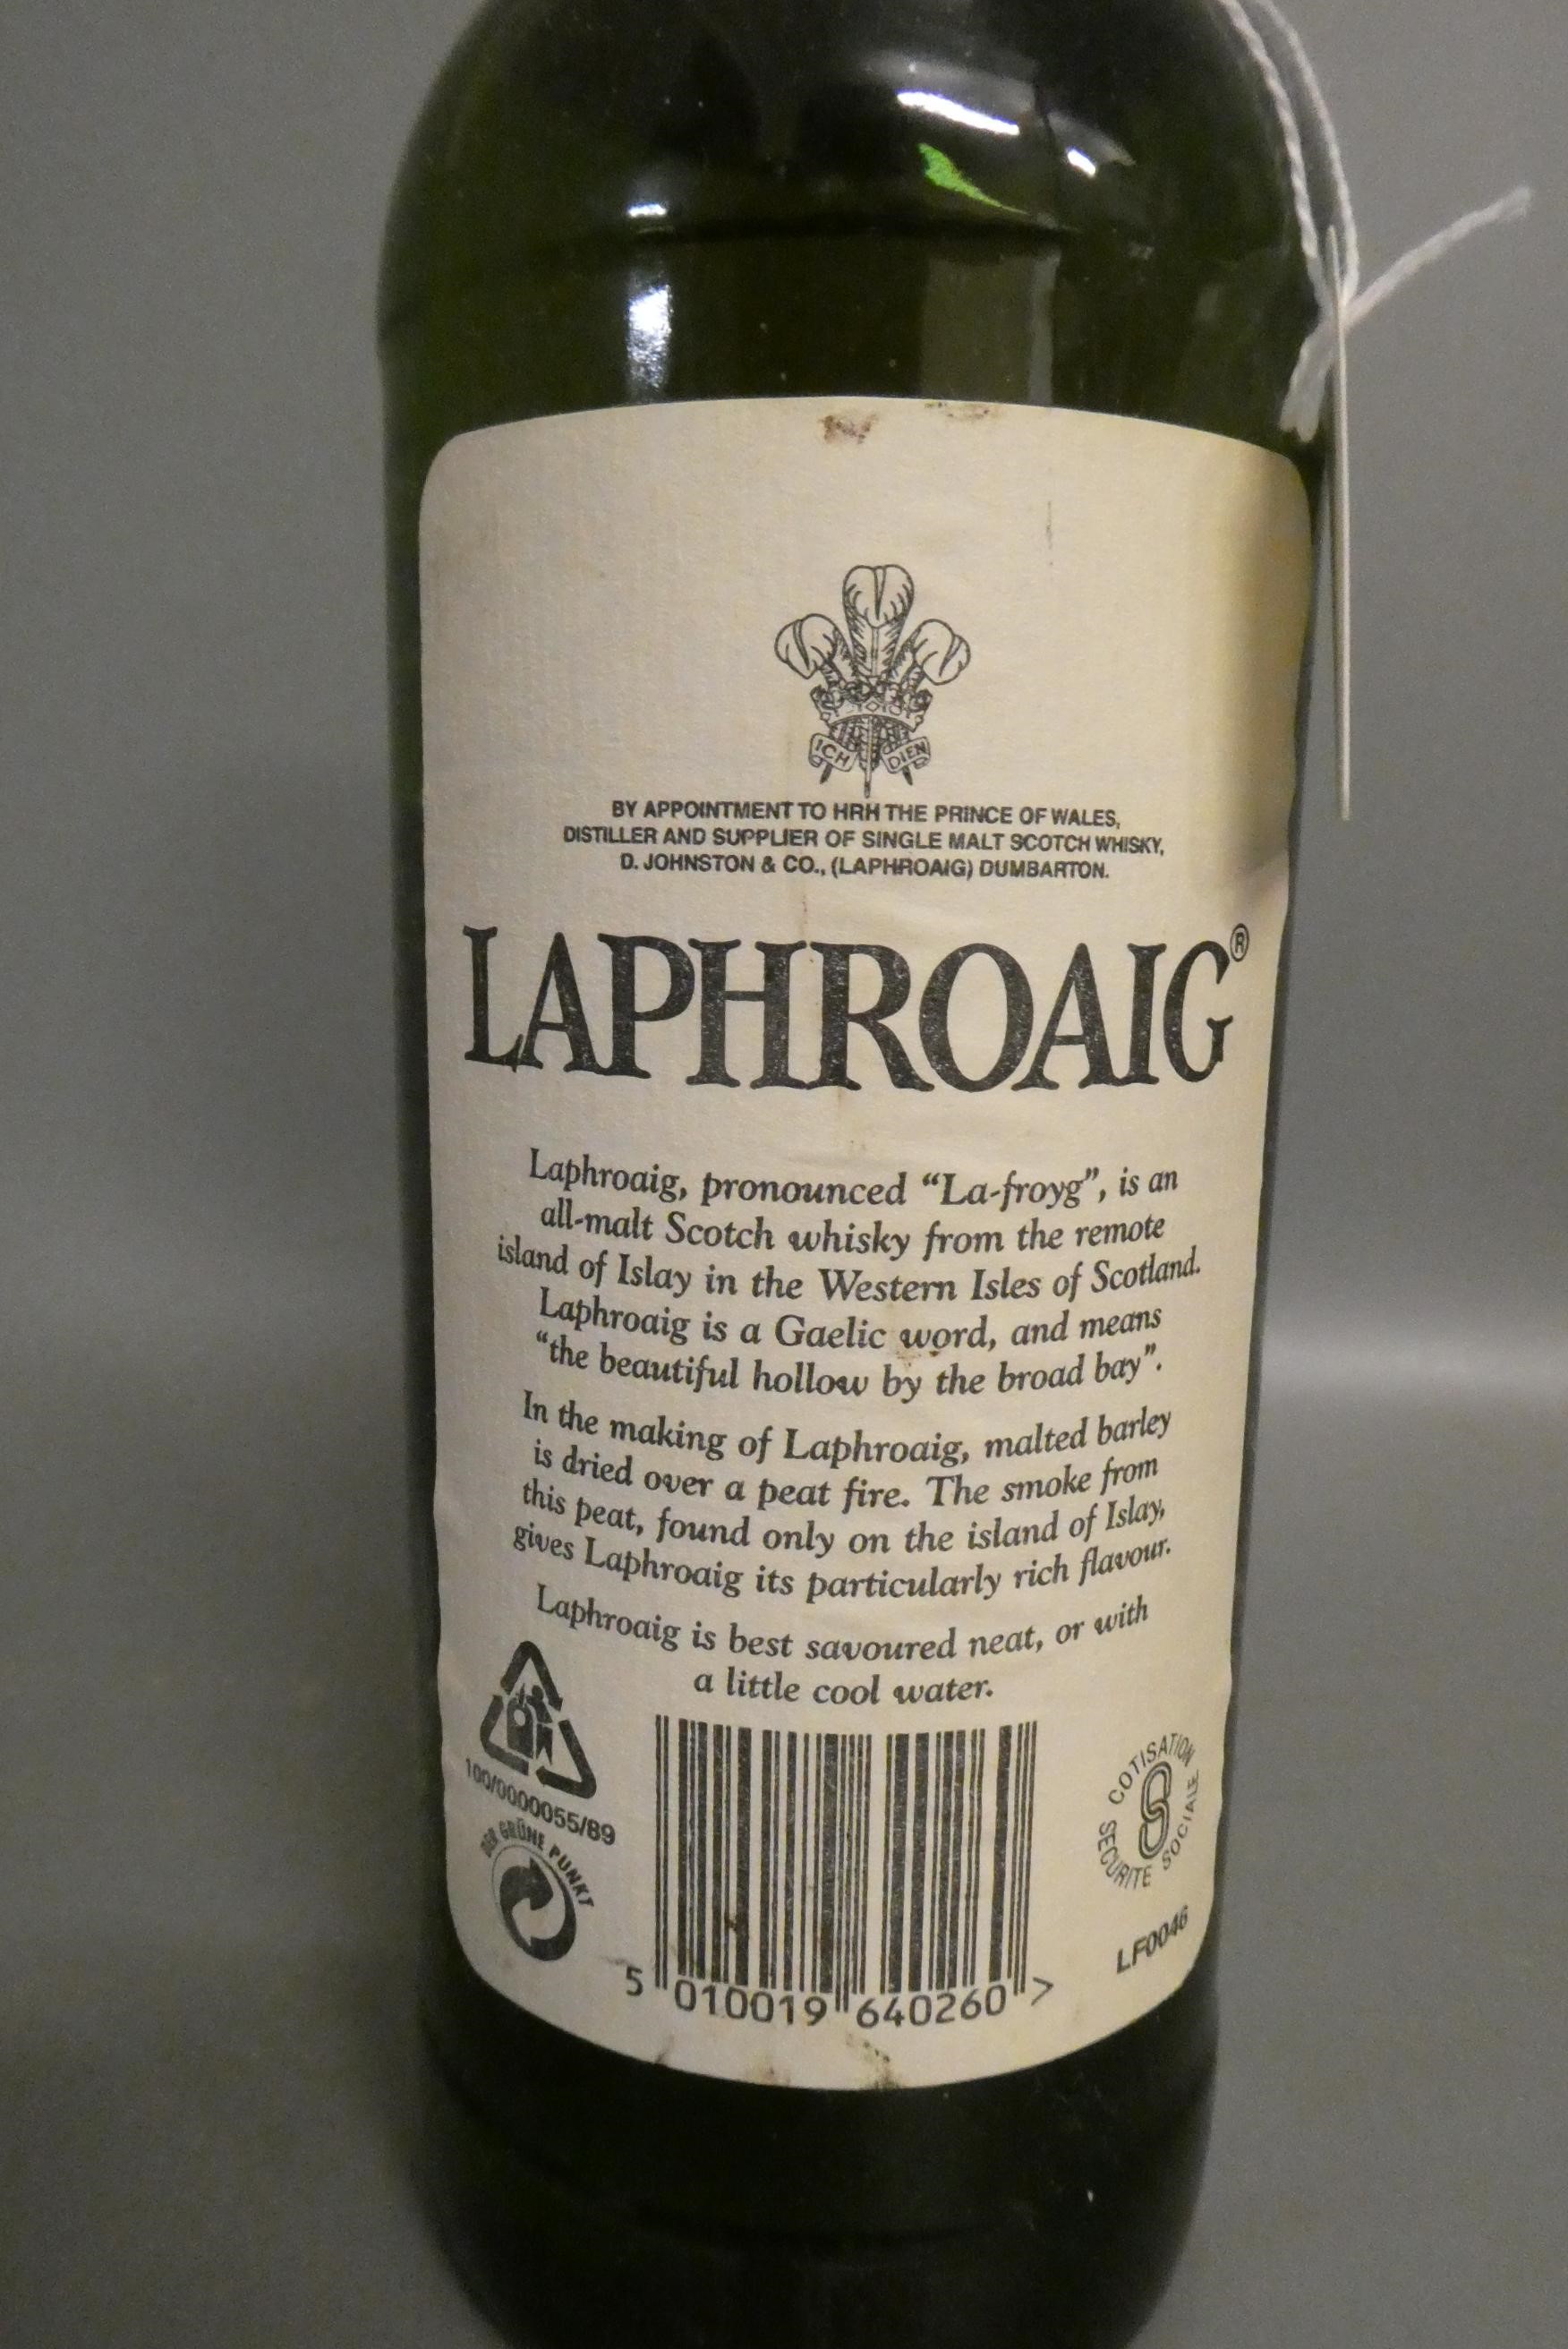 ICH DIEN
BY APPOINTMENT TO HRH THE PRINCE OF WALES,
DISTILLER AND SUPPLIER OF SINGLE MALT SCOTCH WHISKY,
D. JOHNSTON & CO., (LAPHROAIG) DUMBARTON.
LAPHROAIG®
Laphroaig, pronounced “La-froyg”, is an
all-malt Scotch whisky from the remote
island of Islay in the Western Isles of Scotland.
Laphroaig is a Gaelic word, and means
“the beautiful hollow by the broad bay”.
In the making of Laphroaig, malted barley
is dried over a peat fire. The smoke from
this peat, found only on the island of Islay,
gives Laphroaig its particularly rich flavour.
Laphroaig is best savoured neat, or with
a little cool water.
100/0000055/89
DER GRÜNE PUNKT
5 010019 640260 >
COTISATION
SECURITE SOCIALE
LF0046